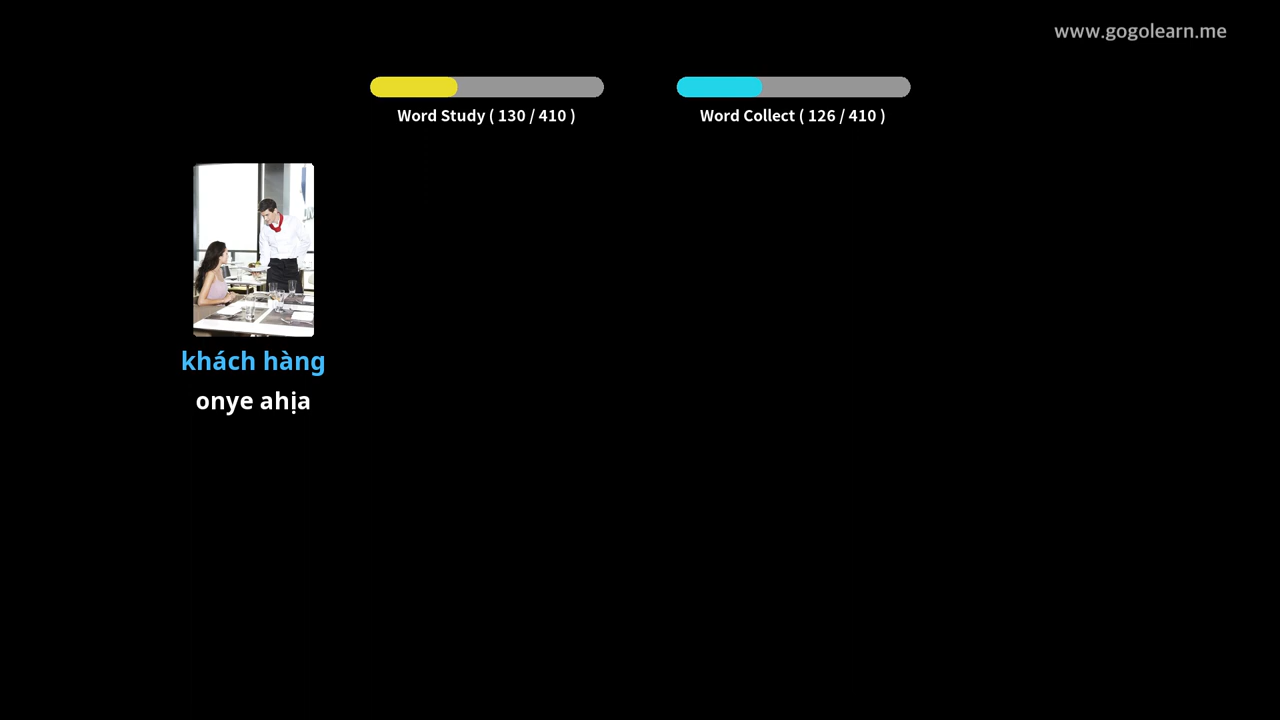 www.gogolearn.me
Word Study ( 130 / 410 )
Word Collect ( 126 / 410 )
khách hàng
onye ahịa